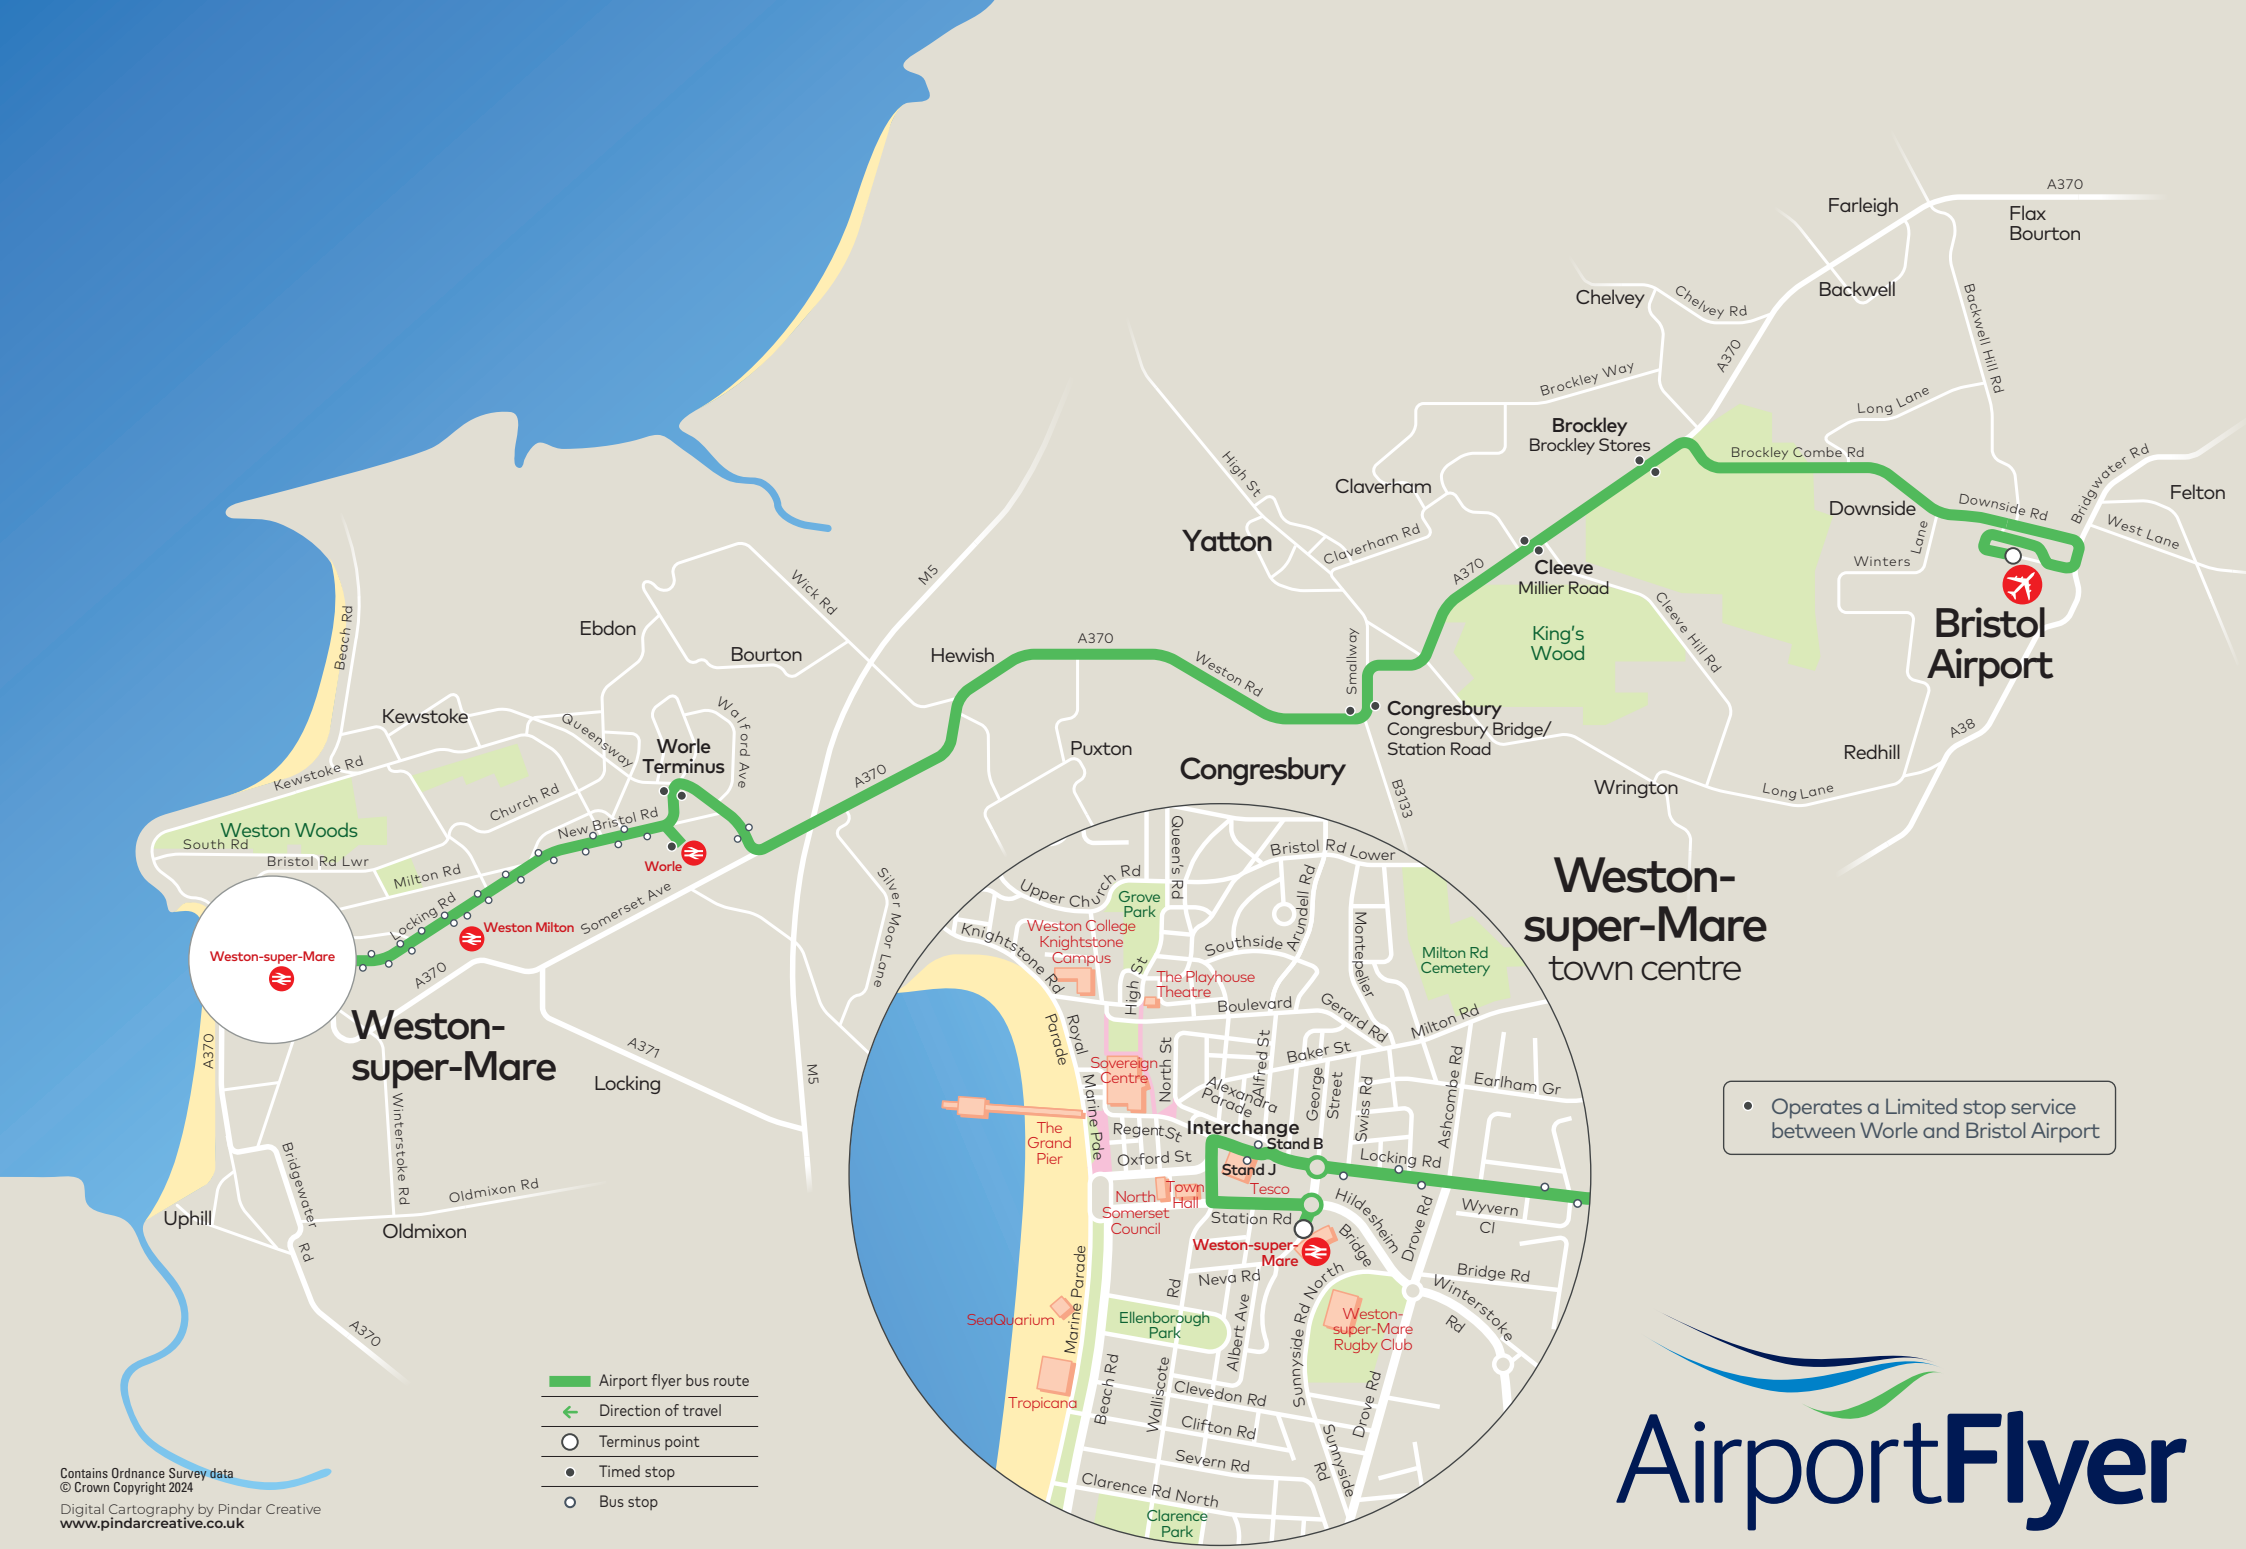 A370
Farleigh
Flax
Bourton
Backwell
Chelvey
Chelvey Rd
Backwell Hill Rd
A370
Brockley Way
Long Lane
Brockley
Brockley Stores
Brockley Combe Rd
Bridgwater Rd
Felton
High St
Claverham
Downside
Downside Rd
West Lane
Yatton
Claverham Rd
Winters
Lane
A370
Cleeve
Millier Road
M5
Wick Rd
Cleeve Hill Rd
Bristol
Airport
Beach Rd
Ebdon
Bourton
Hewish
A370
Weston Rd
Smallway
King's
Wood
Kewstoke
Queensway
Walford Ave
Worle
Terminus
Congresbury
Congresbury Bridge/
Station Road
Puxton
Congresbury
A38
Redhill
Kewstoke Rd
A370
B3133
Wrington
Long Lane
Church Rd
New Bristol Rd
Weston Woods
South Rd
Bristol Rd Lwr
Worle
Milton Rd
Locking Rd
Somerset Ave
Silver Moor Lane
Weston Milton
Weston-super-Mare
A370
Weston-
super-Mare
A370
A371
Locking
M5
Winterstoke Rd
Bridgewater
Rd
Oldmixon Rd
Uphill
Oldmixon
A370
Weston-
super-Mare
town centre
Queen's Rd
Bristol Rd Lower
Upper Church Rd
Grove
Park
Arundell Rd
Weston College
Knightstone
Campus
Knightstone Rd
Southside
Montepelier
Milton Rd
Cemetery
High St
The Playhouse
Theatre
Boulevard
Gerard Rd
Milton Rd
Royal
Parade
Sovereign
Centre
North St
Alfred St
Baker St
Alexandra
Parade
George
Street
Swiss Rd
Ashcombe Rd
Earlham Gr
Marine Pde
The
Grand
Pier
Regent St
Interchange
Stand B
Oxford St
Stand J
Locking Rd
Tesco
Town
Hall
North
Somerset
Council
Station Rd
Hildesheim
Bridge
Drove Rd
Wyvern
Cl
Weston-super-
Mare
Neva Rd
Bridge Rd
Winterstoke
Rd
Marine Parade
SeaQuarium
Ellenborough
Park
Albert Ave
Sunnyside Rd North
Weston-
super-Mare
Rugby Club
Tropicana
Beach Rd
Walliscote
Rd
Clevedon Rd
Clifton Rd
Drove Rd
Severn Rd
Sunnyside
Rd
Clarence Rd North
Clarence
Park
Operates a Limited stop service
between Worle and Bristol Airport
Airport flyer bus route
Direction of travel
Terminus point
Timed stop
Bus stop
Contains Ordnance Survey data
© Crown Copyright 2024
Digital Cartography by Pindar Creative
www.pindarcreative.co.uk
AirportFlyer